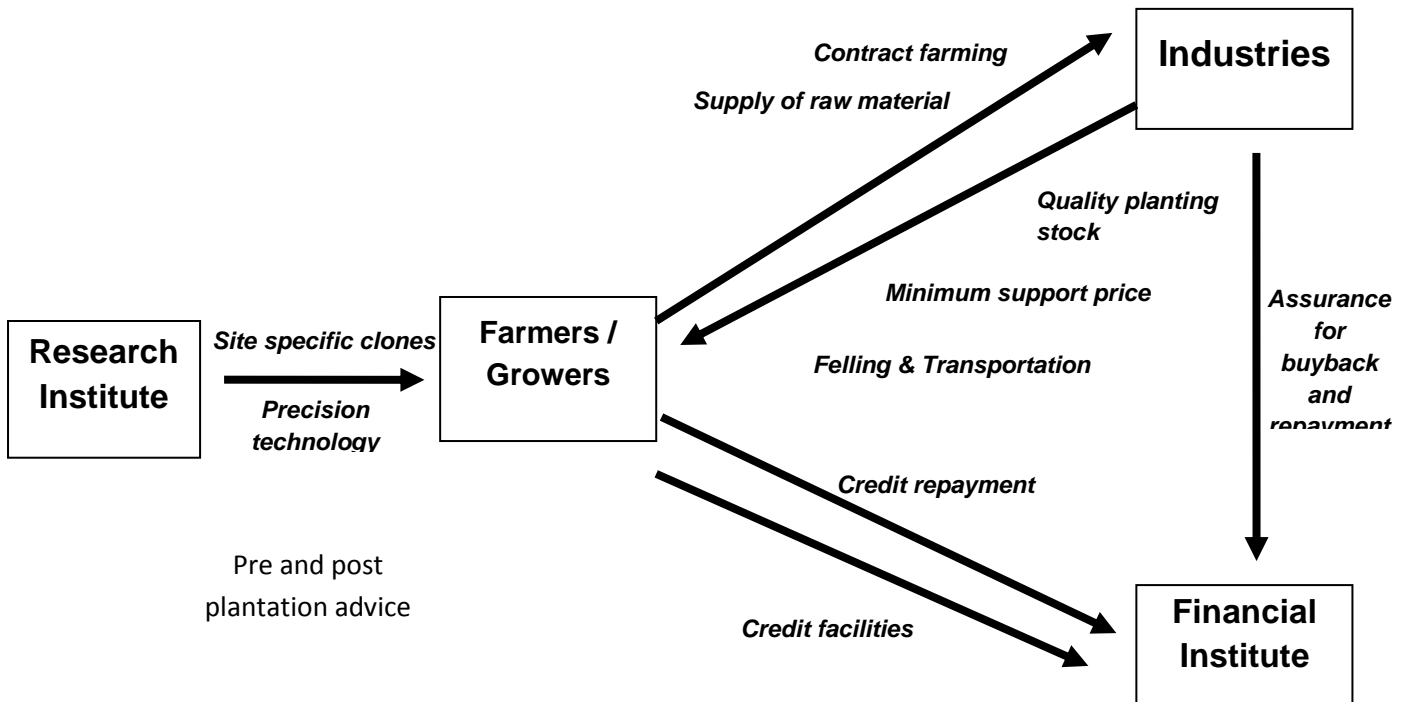 Industries
Contract farming
Supply of raw material
Quality planting
stock
Minimum support price
Felling & Transportation
Assurance
for
buyback
and
repayment
Research
Institute
Site specific clones
Precision
technology
Farmers /
Growers
Credit repayment
Credit facilities
Pre and post
plantation advice
Financial
Institute